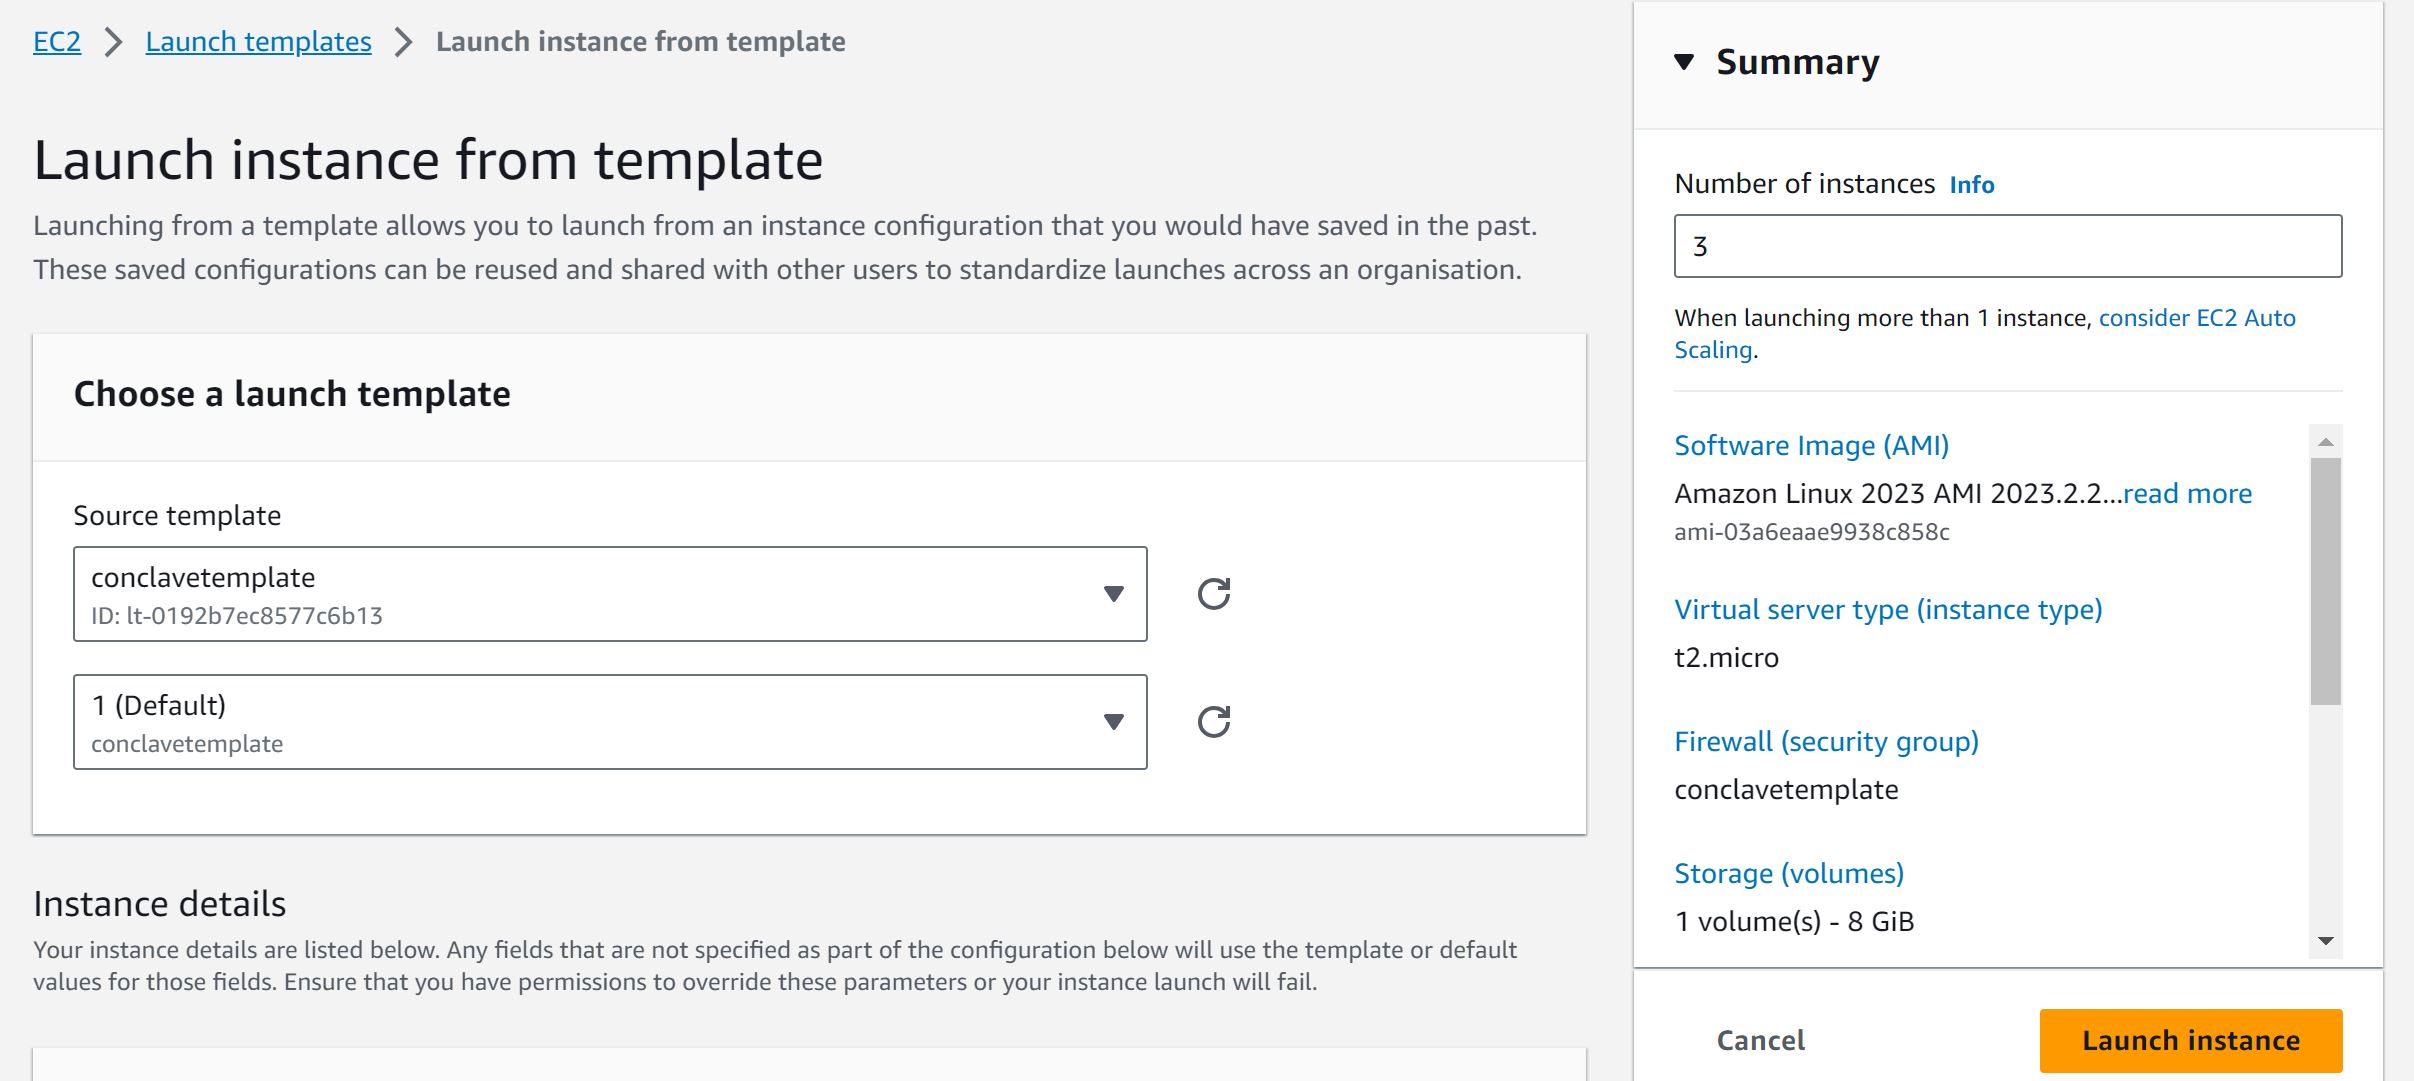 EC2 > Launch templates > Launch instance from template
Launch instance from template
Launching from a template allows you to launch from an instance configuration that you would have saved in the past.
These saved configurations can be reused and shared with other users to standardize launches across an organisation.
Choose a launch template
Source template
conclavetemplate
ID: lt-0192b7ec8577c6b13
1 (Default)
conclavetemplate
Instance details
Your instance details are listed below. Any fields that are not specified as part of the configuration below will use the template or default
values for those fields. Ensure that you have permissions to override these parameters or your instance launch will fail.
Summary
Number of instances Info
3
When launching more than 1 instance, consider EC2 Auto
Scaling.
Software Image (AMI)
Amazon Linux 2023 AMI 2023.2.2...read more
ami-03a6eaae9938c858c
Virtual server type (instance type)
t2.micro
Firewall (security group)
conclavetemplate
Storage (volumes)
1 volume(s) - 8 GiB
Cancel
Launch instance